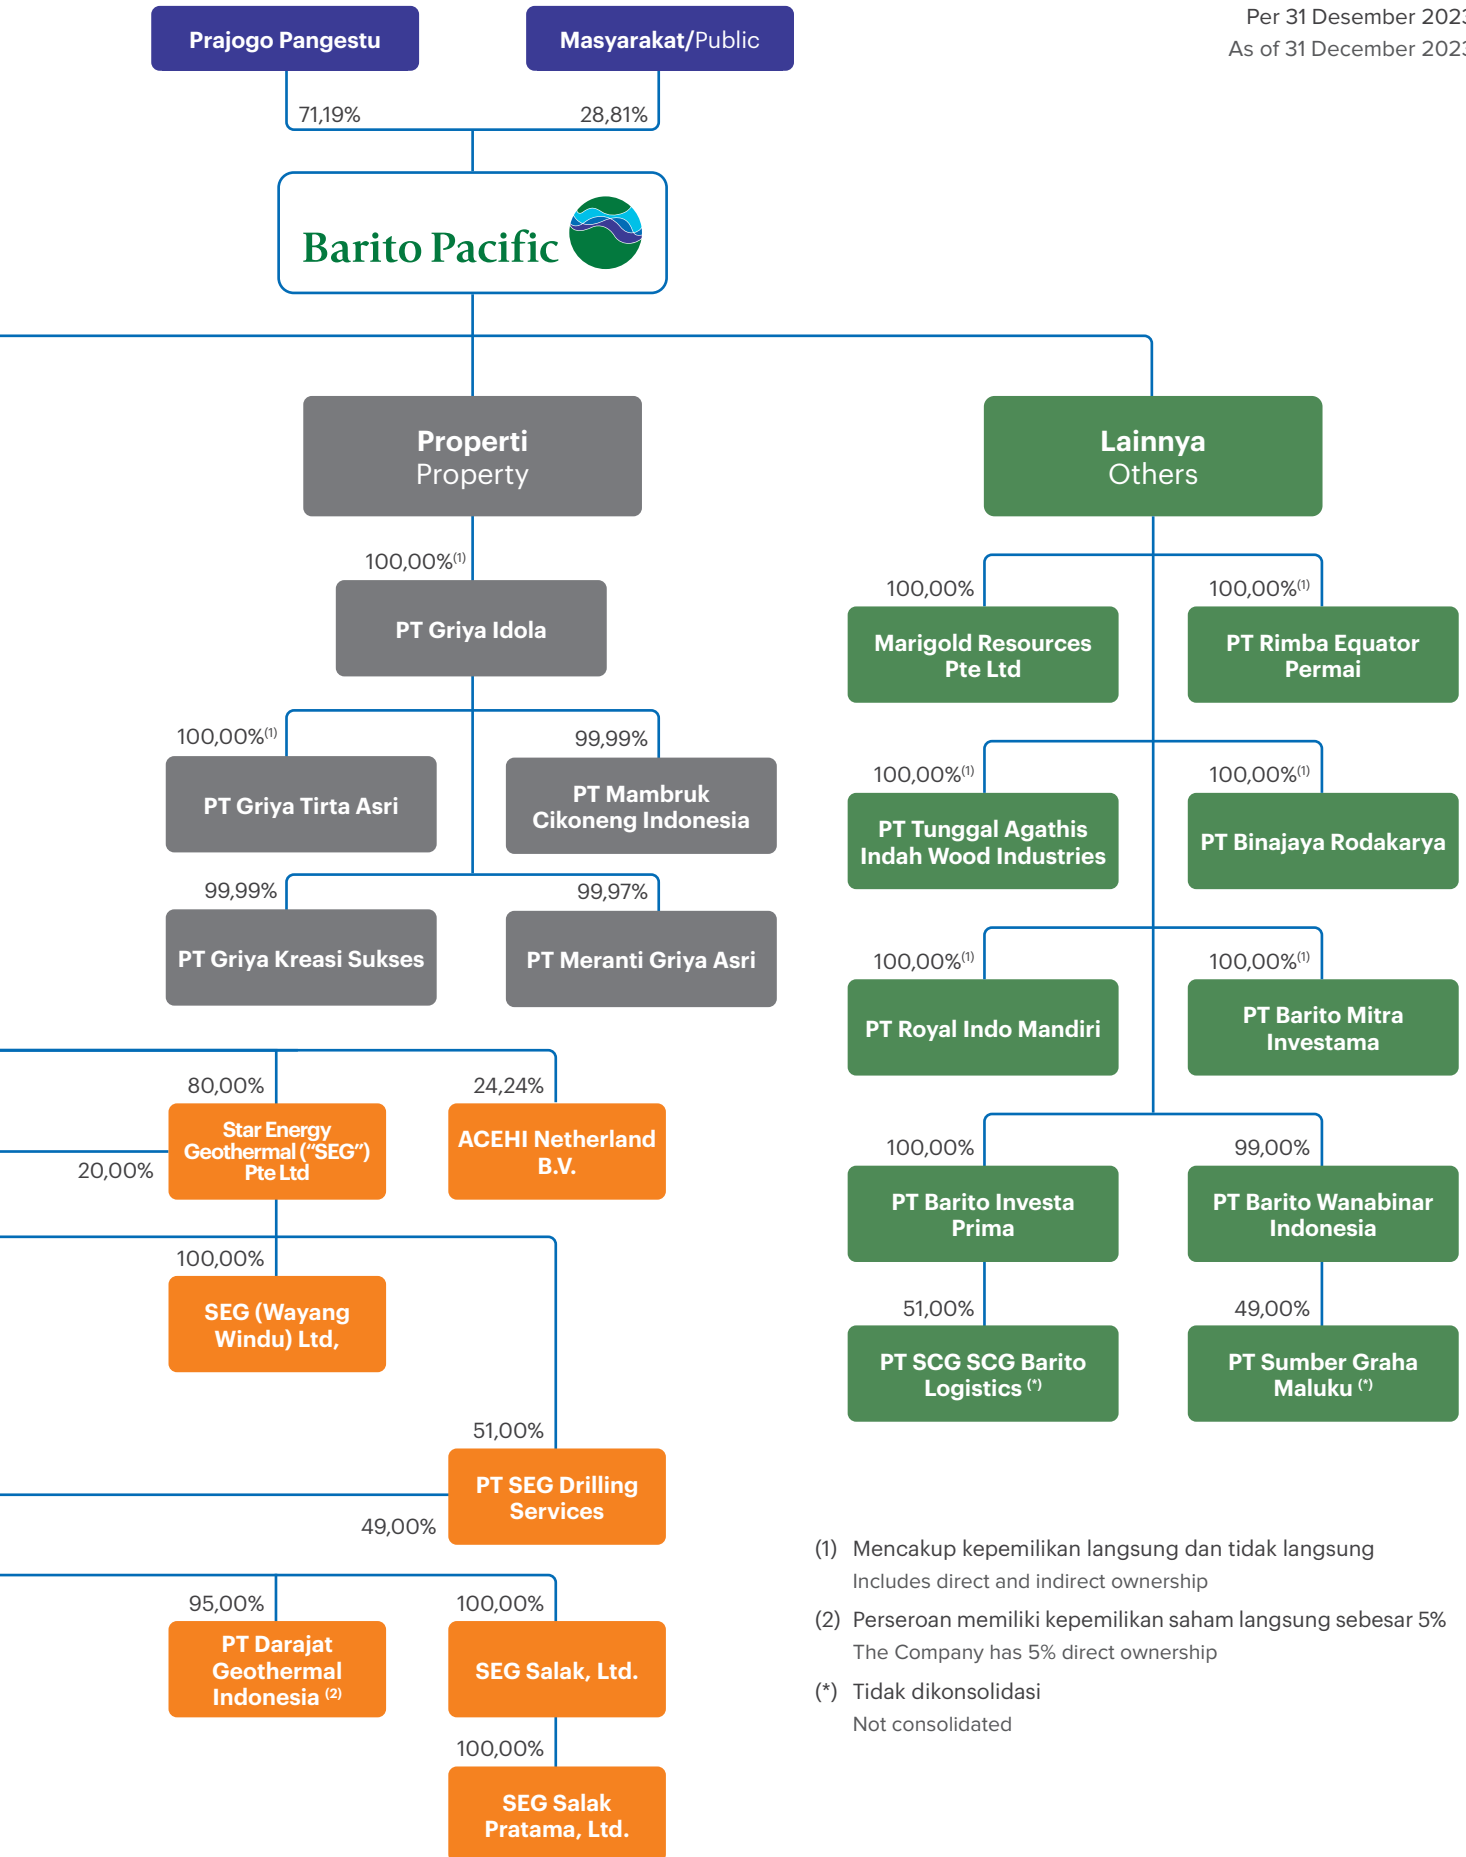 Prajogo Pangestu
Masyarakat/Public
Per 31 Desember 2023
As of 31 December 2023
71,19%
28,81%
Barito Pacific
Properti
Property
Lainnya
Others
100,00%(1)
PT Griya Idola
100,00%(1)
99,99%
PT Griya Tirta Asri
PT Mambruk
Cikoneng Indonesia
99,99%
99,97%
PT Griya Kreasi Sukses
PT Meranti Griya Asri
100,00%
100,00%(1)
Marigold Resources
Pte Ltd
PT Rimba Equator
Permai
100,00%(1)
100,00%(1)
PT Tunggal Agathis
Indah Wood Industries
PT Binajaya Rodakarya
100,00%(1)
100,00%(1)
PT Royal Indo Mandiri
PT Barito Mitra
Investama
100,00%
99,00%
PT Barito Investa
Prima
PT Barito Wanabinar
Indonesia
51,00%
49,00%
PT SCG SCG Barito
Logistics (*)
PT Sumber Graha
Maluku (*)
80,00%
24,24%
20,00%
Star Energy
Geothermal (“SEG”)
Pte Ltd
ACEHI Netherland
B.V.
100,00%
SEG (Wayang
Windu) Ltd,
51,00%
PT SEG Drilling
Services
49,00%
95,00%
100,00%
PT Darajat
Geothermal
Indonesia (2)
SEG Salak, Ltd.
100,00%
SEG Salak
Pratama, Ltd.
(1) Mencakup kepemilikan langsung dan tidak langsung
Includes direct and indirect ownership
(2) Perseroan memiliki kepemilikan saham langsung sebesar 5%
The Company has 5% direct ownership
(*) Tidak dikonsolidasi
Not consolidated